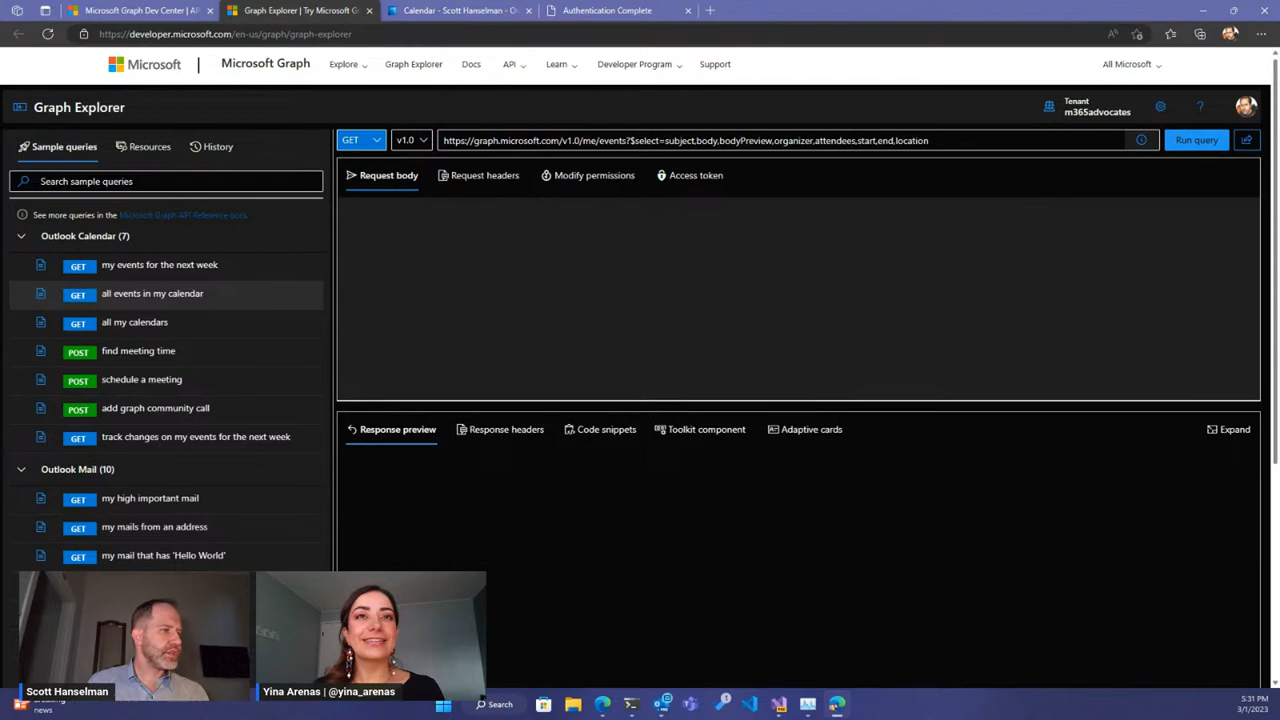 Microsoft Graph Dev Center | A
Graph Explorer | Try Microsoft G
Calendar - Scott Hanselman - O
Authentication Complete
https://developer.microsoft.com/en-us/graph/graph-explorer
Microsoft
Microsoft Graph
Explore
Graph Explorer
Docs
API
Learn
Developer Program
Support
All Microsoft
Graph Explorer
Tenant
m365advocates
Sample queries
Resources
History
GET
v1.0
https://graph.microsoft.com/v1.0/me/events?$select=subject,body,bodyPreview,organizer,attendees,start,end,location
Run query
Search sample queries
Request body
Request headers
Modify permissions
Access token
See more queries in the Microsoft Graph API Reference docs.
Outlook Calendar (7)
GET my events for the next week
GET all events in my calendar
GET all my calendars
POST find meeting time
POST schedule a meeting
POST add graph community call
GET track changes on my events for the next week
Outlook Mail (10)
GET my high important mail
GET my mails from an address
GET my mail that has 'Hello World'
Response preview
Response headers
Code snippets
Toolkit component
Adaptive cards
Expand
Scott Hanselman
Yina Arenas | @yina_arenas
news
Search
5:31 PM
3/1/2023